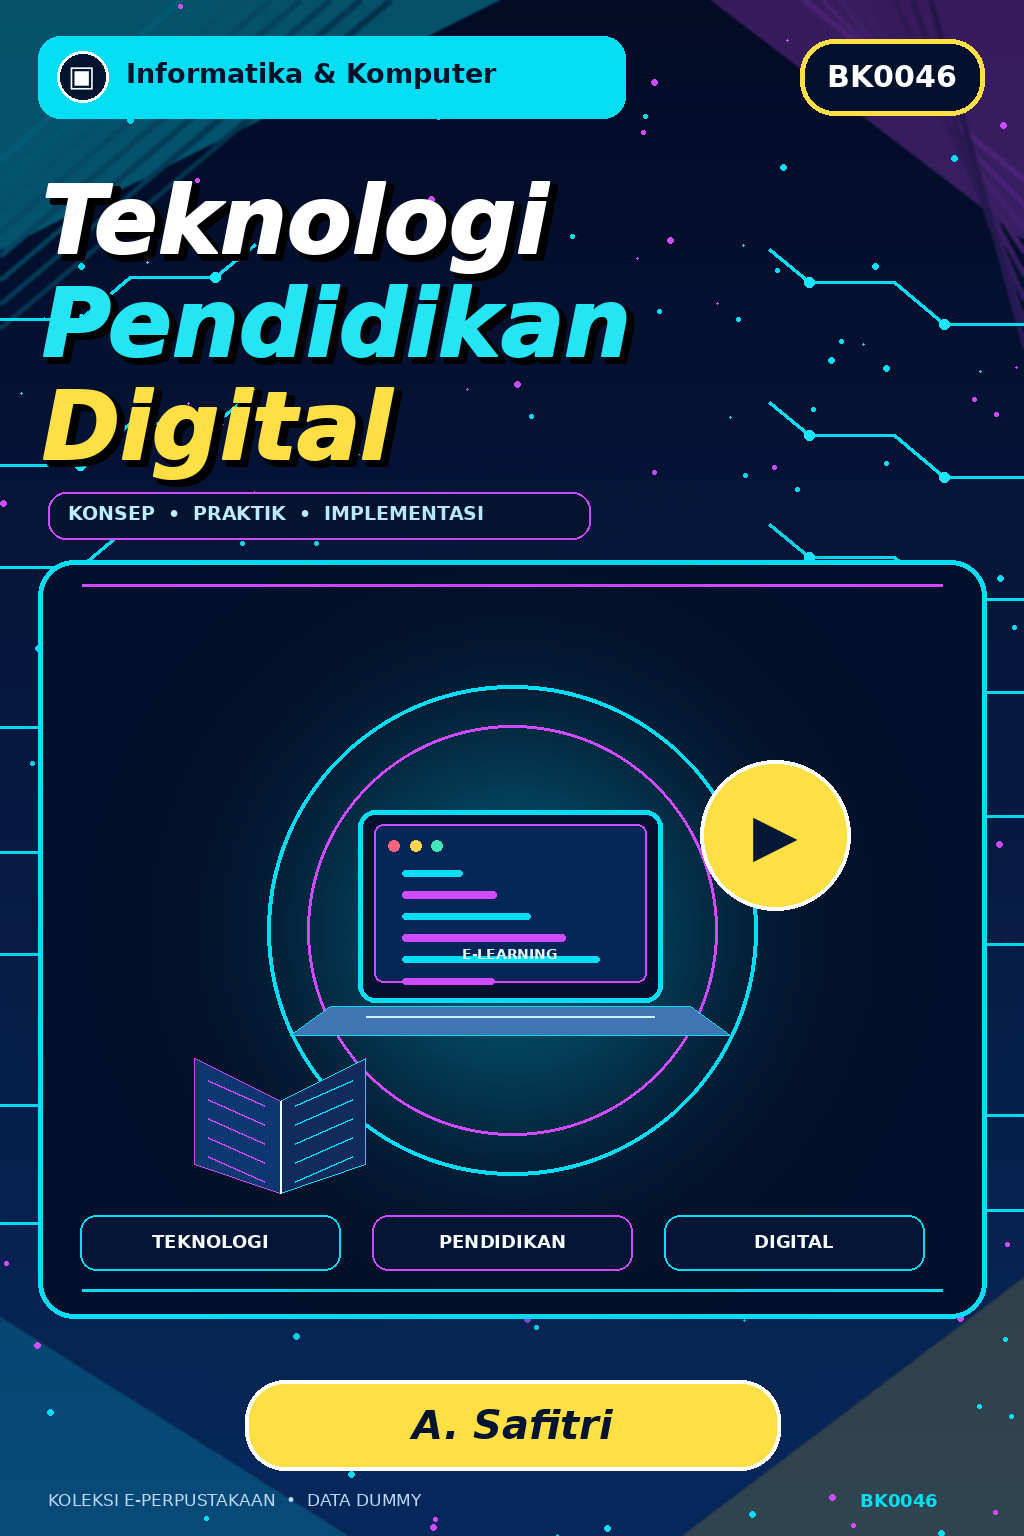 Informatika & Komputer
BK0046
Teknologi
Pendidikan
Digital
KONSEP • PRAKTIK • IMPLEMENTASI
E-LEARNING
TEKNOLOGI
PENDIDIKAN
DIGITAL
A. Safitri
KOLEKSI E-PERPUSTAKAAN • DATA DUMMY
BK0046